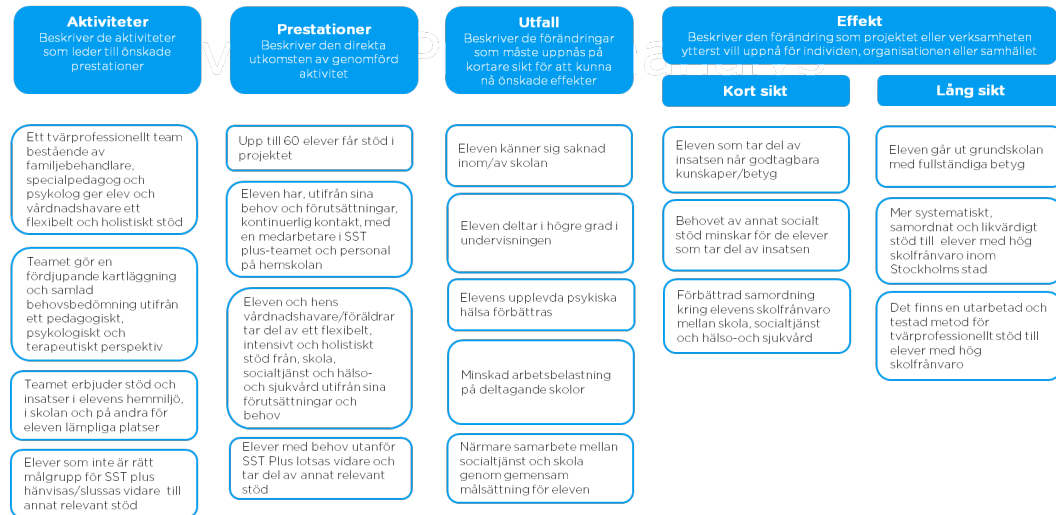 Aktiviteter
Beskriver de aktiviteter
som leder till önskade
prestationer
Prestationer
Beskriver den direkta
utkomsten av genomförd
aktivitet
Utfall
Beskriver de förändringar
som måste uppnås på
kortare sikt för att kunna
nå önskade effekter
Effekt
Beskriver den förändring som projektet eller verksamheten
ytterst vill uppnå för individen, organisationen eller samhället
Kort sikt
Lång sikt
Ett tvärprofessionellt team
bestående av
familjebehandlare,
specialpedagog och
psykolog ger elev och
vårdnadshavare ett
flexibelt och holistiskt stöd
Teamet gör en
fördjupande kartläggning
och samlad
behovsbedömning utifrån
ett pedagogiskt,
psykologiskt och
terapeutiskt perspektiv
Teamet erbjuder stöd och
insatser i elevens hemmiljö,
i skolan och på andra för
eleven lämpliga platser
Elever som inte är rätt
målgrupp för SST plus
hänvisas/slussas vidare till
annat relevant stöd
Upp till 60 elever får stöd i
projektet
Eleven har, utifrån sina
behov och förutsättningar,
kontinuerlig kontakt, med
en medarbetare i SST
plus-teamet och personal
på hemskolan
Eleven och hens
vårdnadshavare/föräldrar
tar del av ett flexibelt,
intensivt och holistiskt
stöd från, skola,
socialtjänst och hälso-
och sjukvård utifrån sina
förutsättningar och
behov
Elever med behov utanför
SST Plus lotsas vidare och
tar del av annat relevant
stöd
Eleven känner sig saknad
inom/av skolan
Eleven deltar i högre grad i
undervisningen
Elevens upplevda psykiska
hälsa förbättras
Minskad arbetsbelastning
på deltagande skolor
Närmare samarbete mellan
socialtjänst och skola
genom gemensam
målsättning för eleven
Eleven som tar del av
insatsen når godtagbara
kunskaper/betyg
Behovet av annat socialt
stöd minskar för de elever
som tar del av insatsen
Förbättrad samordning
kring elevens skolfrånvaro
mellan skola, socialtjänst
och hälso-och sjukvård
Eleven går ut grundskolan
med fullständiga betyg
Mer systematiskt,
samordnat och likvärdigt
stöd till elever med hög
skolfrånvaro inom
Stockholms stad
Det finns en utarbetad och
testad metod för
tvärprofessionellt stöd till
elever med hög
skolfrånvaro